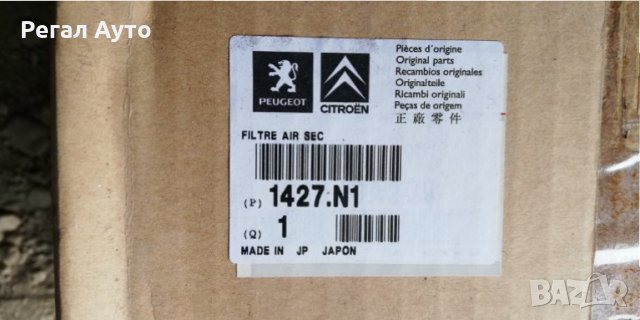 Регал Ауто
PEUGEOT
CITROËN
Pièces d'origine
Original parts
Recambios originales
Originalteile
Ricambi originali
Peças de origem
正廠零件
FILTRE AIR SEC
(P) 1427.N1
(Q) 1
MADE IN JP JAPON
bazar